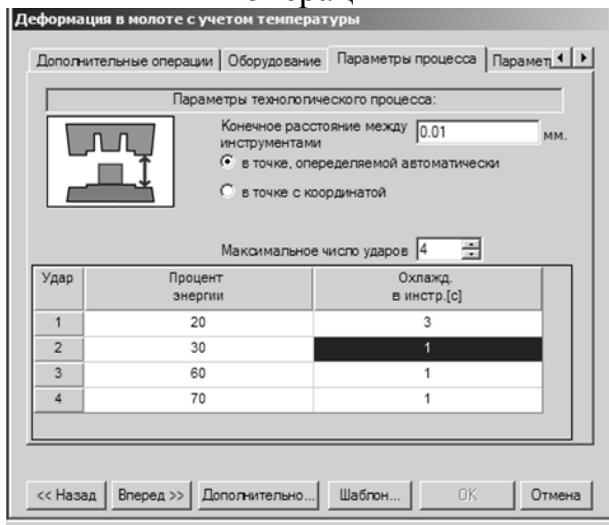 Деформация в молоте с учетом температуры
Дополнительные операции Оборудование Параметры процесса Парамет
Параметры технологического процесса:
Конечное расстояние между
инструментами
0.01 мм.
в точке, опеределяемой автоматически
в точке с координатой
Максимальное число ударов 4
Удар Процент
энергии Охлажд.
в инстр.[с]
1 20 3
2 30 1
3 60 1
4 70 1
<< Назад Вперед >> Дополнительно... Шаблон... OK Отмена